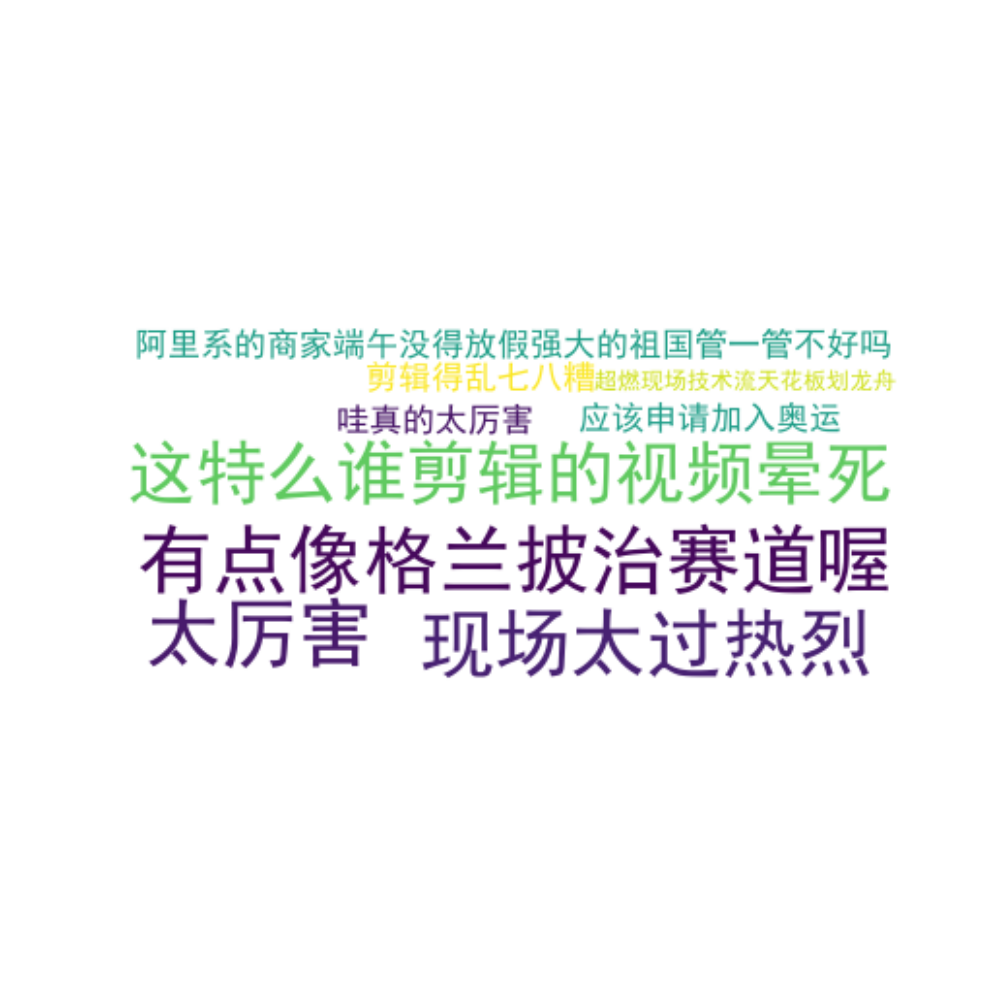 阿里系的商家端午没得放假强大的祖国管一管不好吗
剪辑得乱七八糟
超燃现场技术流天花板划龙舟
哇真的太厉害
应该申请加入奥运
这特么谁剪辑的视频晕死
有点像格兰披治赛道喔
太厉害
现场太过热烈